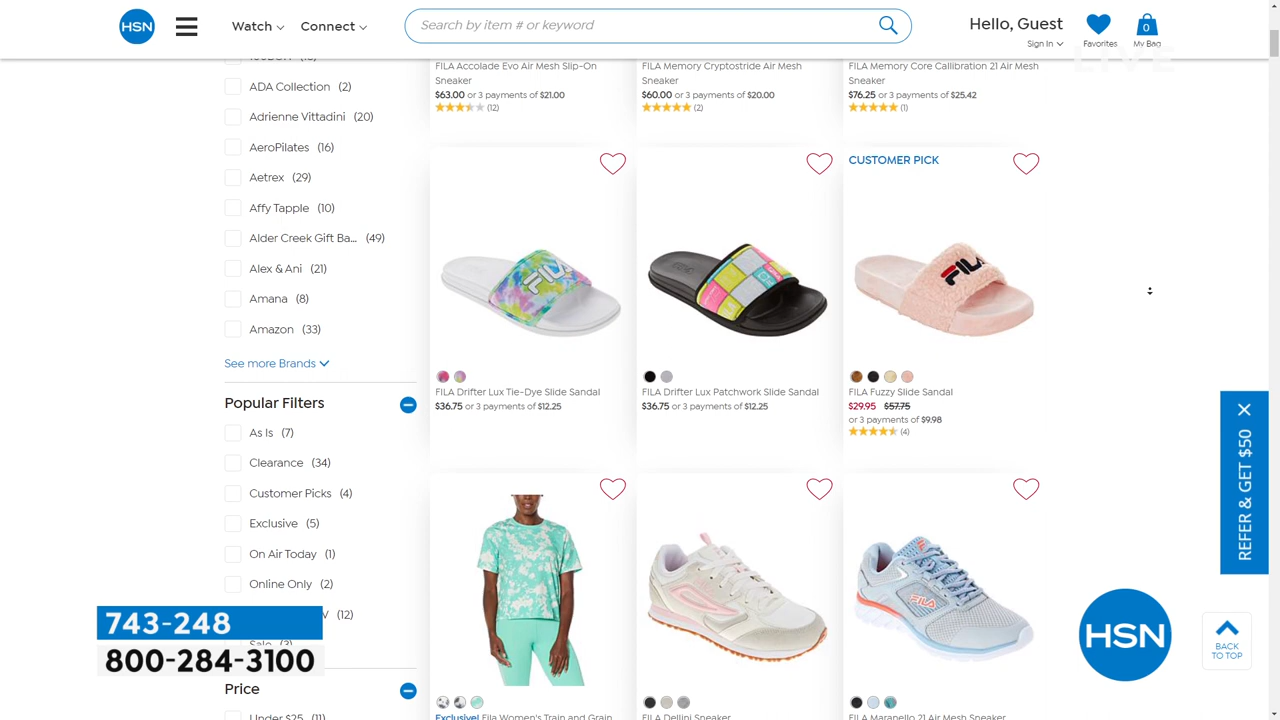 HSN
Watch
Connect
Search by item # or keyword
Hello, Guest
Sign In
Favorites
0
My Bag
LIVE
ADA Collection (2)
Adrienne Vittadini (20)
AeroPilates (16)
Aetrex (29)
Affy Tapple (10)
Alder Creek Gift Ba... (49)
Alex & Ani (21)
Amana (8)
Amazon (33)
See more Brands
Popular Filters
As Is (7)
Clearance (34)
Customer Picks (4)
Exclusive (5)
On Air Today (1)
Online Only (2)
V (12)
Sale (3)
Price
Under $25 (11)
FILA Accolade Evo Air Mesh Slip-On
Sneaker
$63.00 or 3 payments of $21.00
(12)
FILA Memory Cryptostride Air Mesh
Sneaker
$60.00 or 3 payments of $20.00
(2)
FILA Memory Core Callibration 21 Air Mesh
Sneaker
$76.25 or 3 payments of $25.42
(1)
FILA
FILA Drifter Lux Tie-Dye Slide Sandal
$36.75 or 3 payments of $12.25
FILA Drifter Lux Patchwork Slide Sandal
$36.75 or 3 payments of $12.25
CUSTOMER PICK
FILA
FILA Fuzzy Slide Sandal
$29.95 $57.75
or 3 payments of $9.98
(4)
Exclusive! Fila Women's Train and Grain
FILA Dellini Sneaker
FILA
FILA Maranello 21 Air Mesh Sneaker
REFER & GET $50
743-248
800-284-3100
HSN
BACK
TO TOP